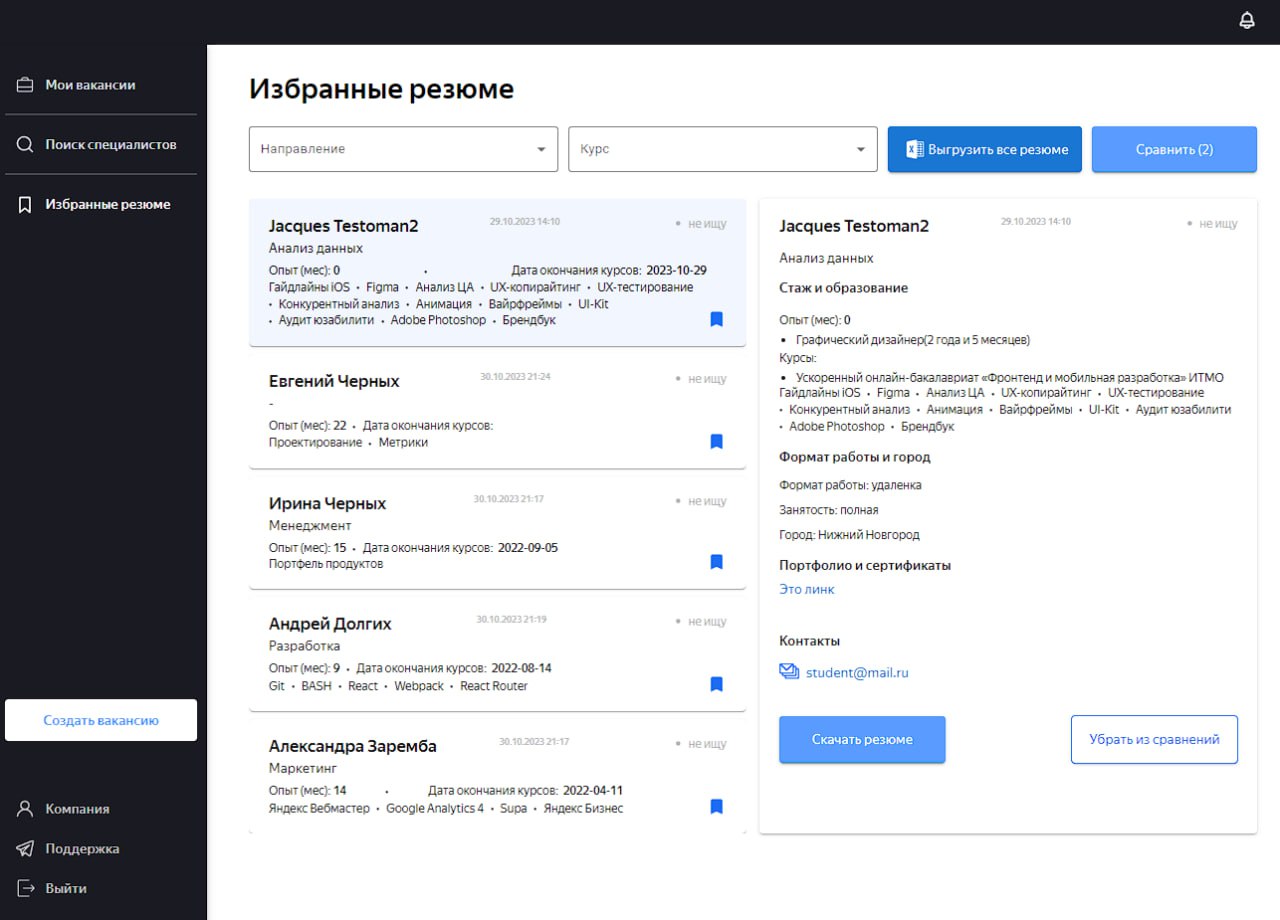 Мои вакансии
Поиск специалистов
Избранные резюме
Создать вакансию
Компания
Поддержка
Выйти
Избранные резюме
Направление
Курс
Выгрузить все резюме
Сравнить (2)
Jacques Testoman2 29.10.2023 14:10 • не ищу
Анализ данных
Опыт (мес): 0 • Дата окончания курсов: 2023-10-29
Гайдлайны iOS • Figma • Анализ ЦА • UX-копирайтинг • UX-тестирование
• Конкурентный анализ • Анимация • Вайрфреймы • UI-Kit
• Аудит юзабилити • Adobe Photoshop • Брендбук
Евгений Черных 30.10.2023 21:24 • не ищу
-
Опыт (мес): 22 • Дата окончания курсов:
Проектирование • Метрики
Ирина Черных 30.10.2023 21:17 • не ищу
Менеджмент
Опыт (мес): 15 • Дата окончания курсов: 2022-09-05
Портфель продуктов
Андрей Долгих 30.10.2023 21:19 • не ищу
Разработка
Опыт (мес): 9 • Дата окончания курсов: 2022-08-14
Git • BASH • React • Webpack • React Router
Александра Заремба 30.10.2023 21:17 • не ищу
Маркетинг
Опыт (мес): 14 • Дата окончания курсов: 2022-04-11
Яндекс Вебмастер • Google Analytics 4 • Supa • Яндекс Бизнес
Jacques Testoman2 29.10.2023 14:10 • не ищу
Анализ данных
Стаж и образование
Опыт (мес): 0
• Графический дизайнер(2 года и 5 месяцев)
Курсы:
• Ускоренный онлайн-бакалавриат «Фронтенд и мобильная разработка» ИТМО
Гайдлайны iOS • Figma • Анализ ЦА • UX-копирайтинг • UX-тестирование
• Конкурентный анализ • Анимация • Вайрфреймы • UI-Kit • Аудит юзабилити
• Adobe Photoshop • Брендбук
Формат работы и город
Формат работы: удаленка
Занятость: полная
Город: Нижний Новгород
Портфолио и сертификаты
Это линк
Контакты
student@mail.ru
Скачать резюме
Убрать из сравнений